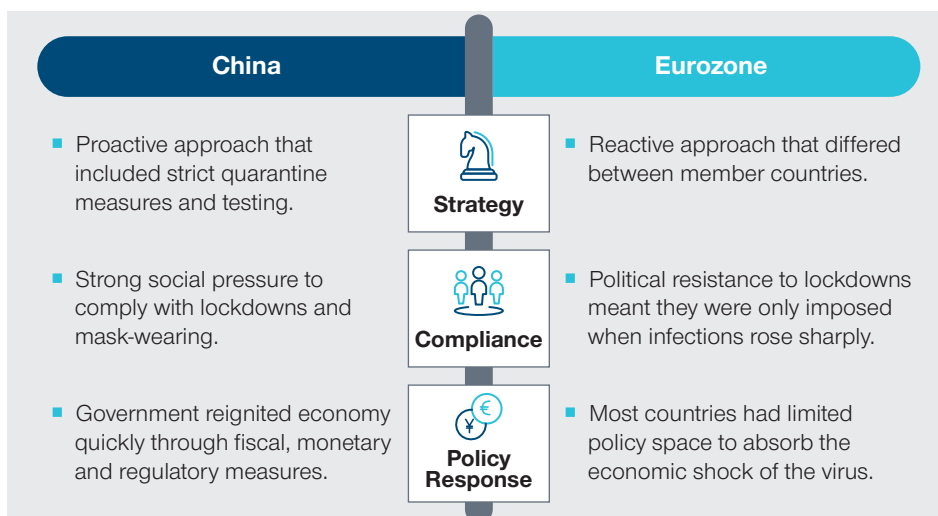 China
Eurozone
Proactive approach that
included strict quarantine
measures and testing.
Strategy
Reactive approach that differed
between member countries.
Strong social pressure to
comply with lockdowns and
mask-wearing.
Compliance
Political resistance to lockdowns
meant they were only imposed
when infections rose sharply.
Government reignited economy
quickly through fiscal, monetary
and regulatory measures.
¥
€
Policy
Response
Most countries had limited
policy space to absorb the
economic shock of the virus.